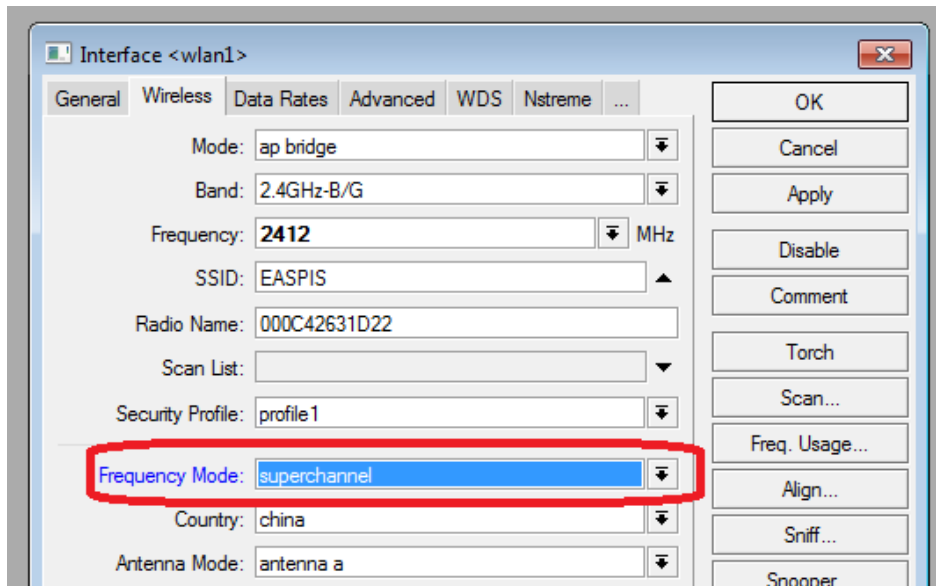 Interface <wlan1>
General Wireless Data Rates Advanced WDS Nstreme ...
Mode: ap bridge
Band: 2.4GHz-B/G
Frequency: 2412 MHz
SSID: EASPIS
Radio Name: 000C42631D22
Scan List:
Security Profile: profile1
Frequency Mode: superchannel
Country: china
Antenna Mode: antenna a
OK
Cancel
Apply
Disable
Comment
Torch
Scan...
Freq. Usage...
Align...
Sniff...
Snooper